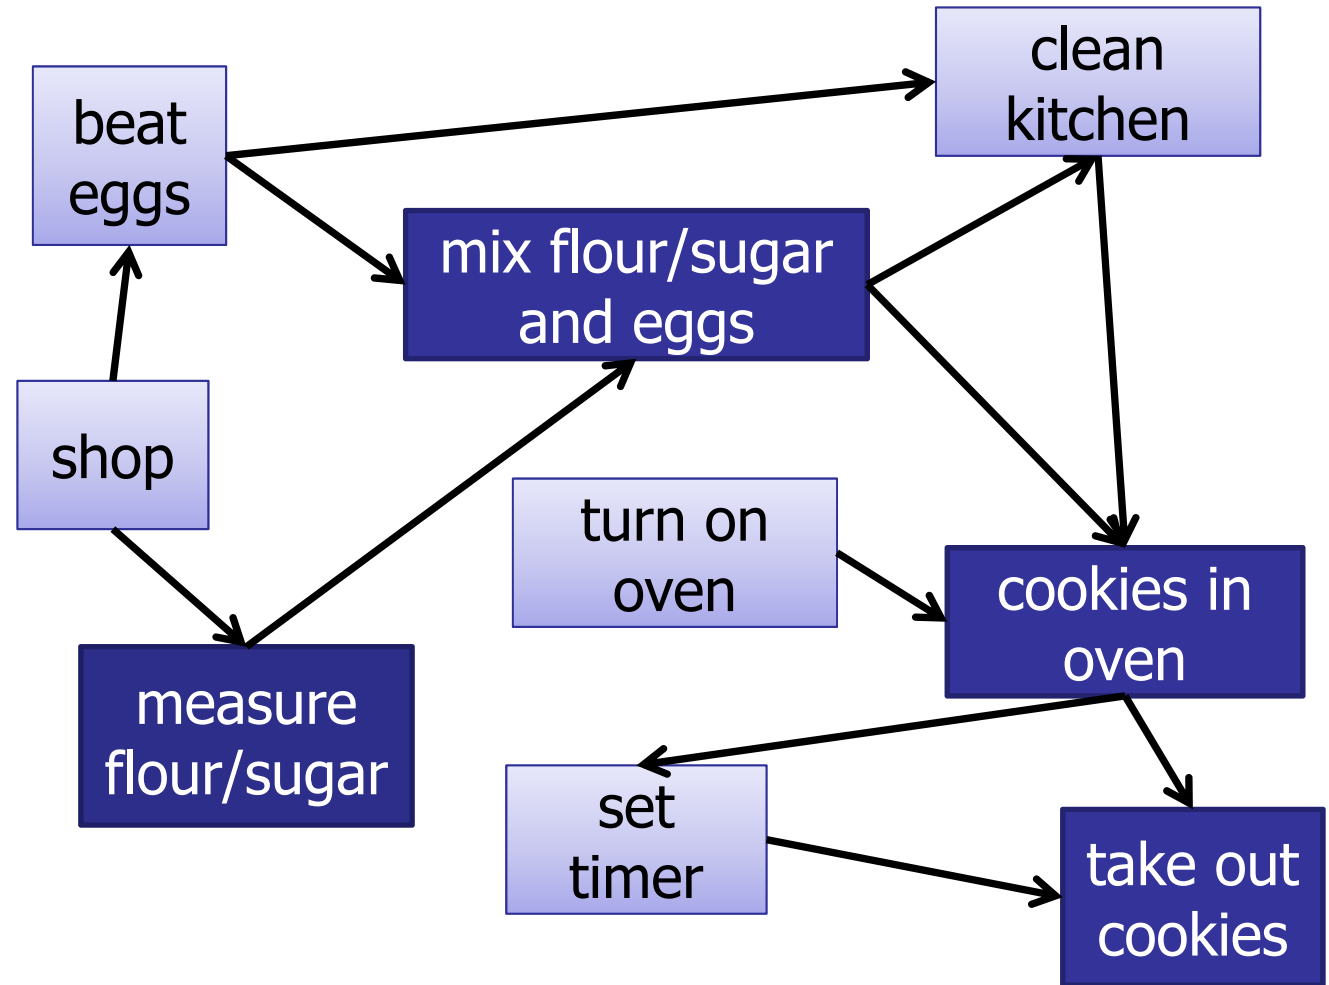 clean
kitchen
beat
eggs
mix flour/sugar
and eggs
shop
turn on
oven
cookies in
oven
measure
flour/sugar
set
timer
take out
cookies